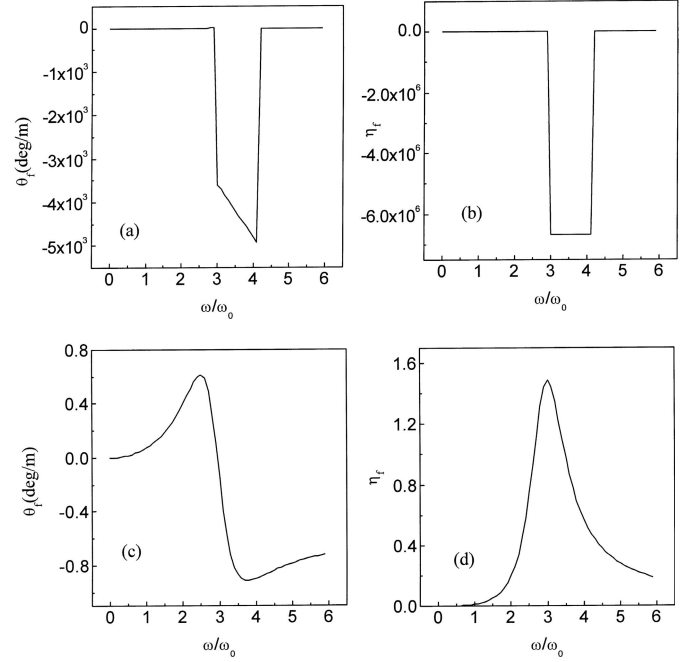 0
-1x10³
-2x10³
-3x10³
-4x10³
-5x10³
θf(deg/m)
(a)
0 1 2 3 4 5 6
ω/ω₀
0.0
-2.0x10⁶
-4.0x10⁶
-6.0x10⁶
ηf
(b)
0 1 2 3 4 5 6
ω/ω₀
0.8
0.4
0.0
-0.4
-0.8
θf(deg/m)
(c)
0 1 2 3 4 5 6
ω/ω₀
1.6
1.2
0.8
0.4
0.0
ηf
(d)
0 1 2 3 4 5 6
ω/ω₀